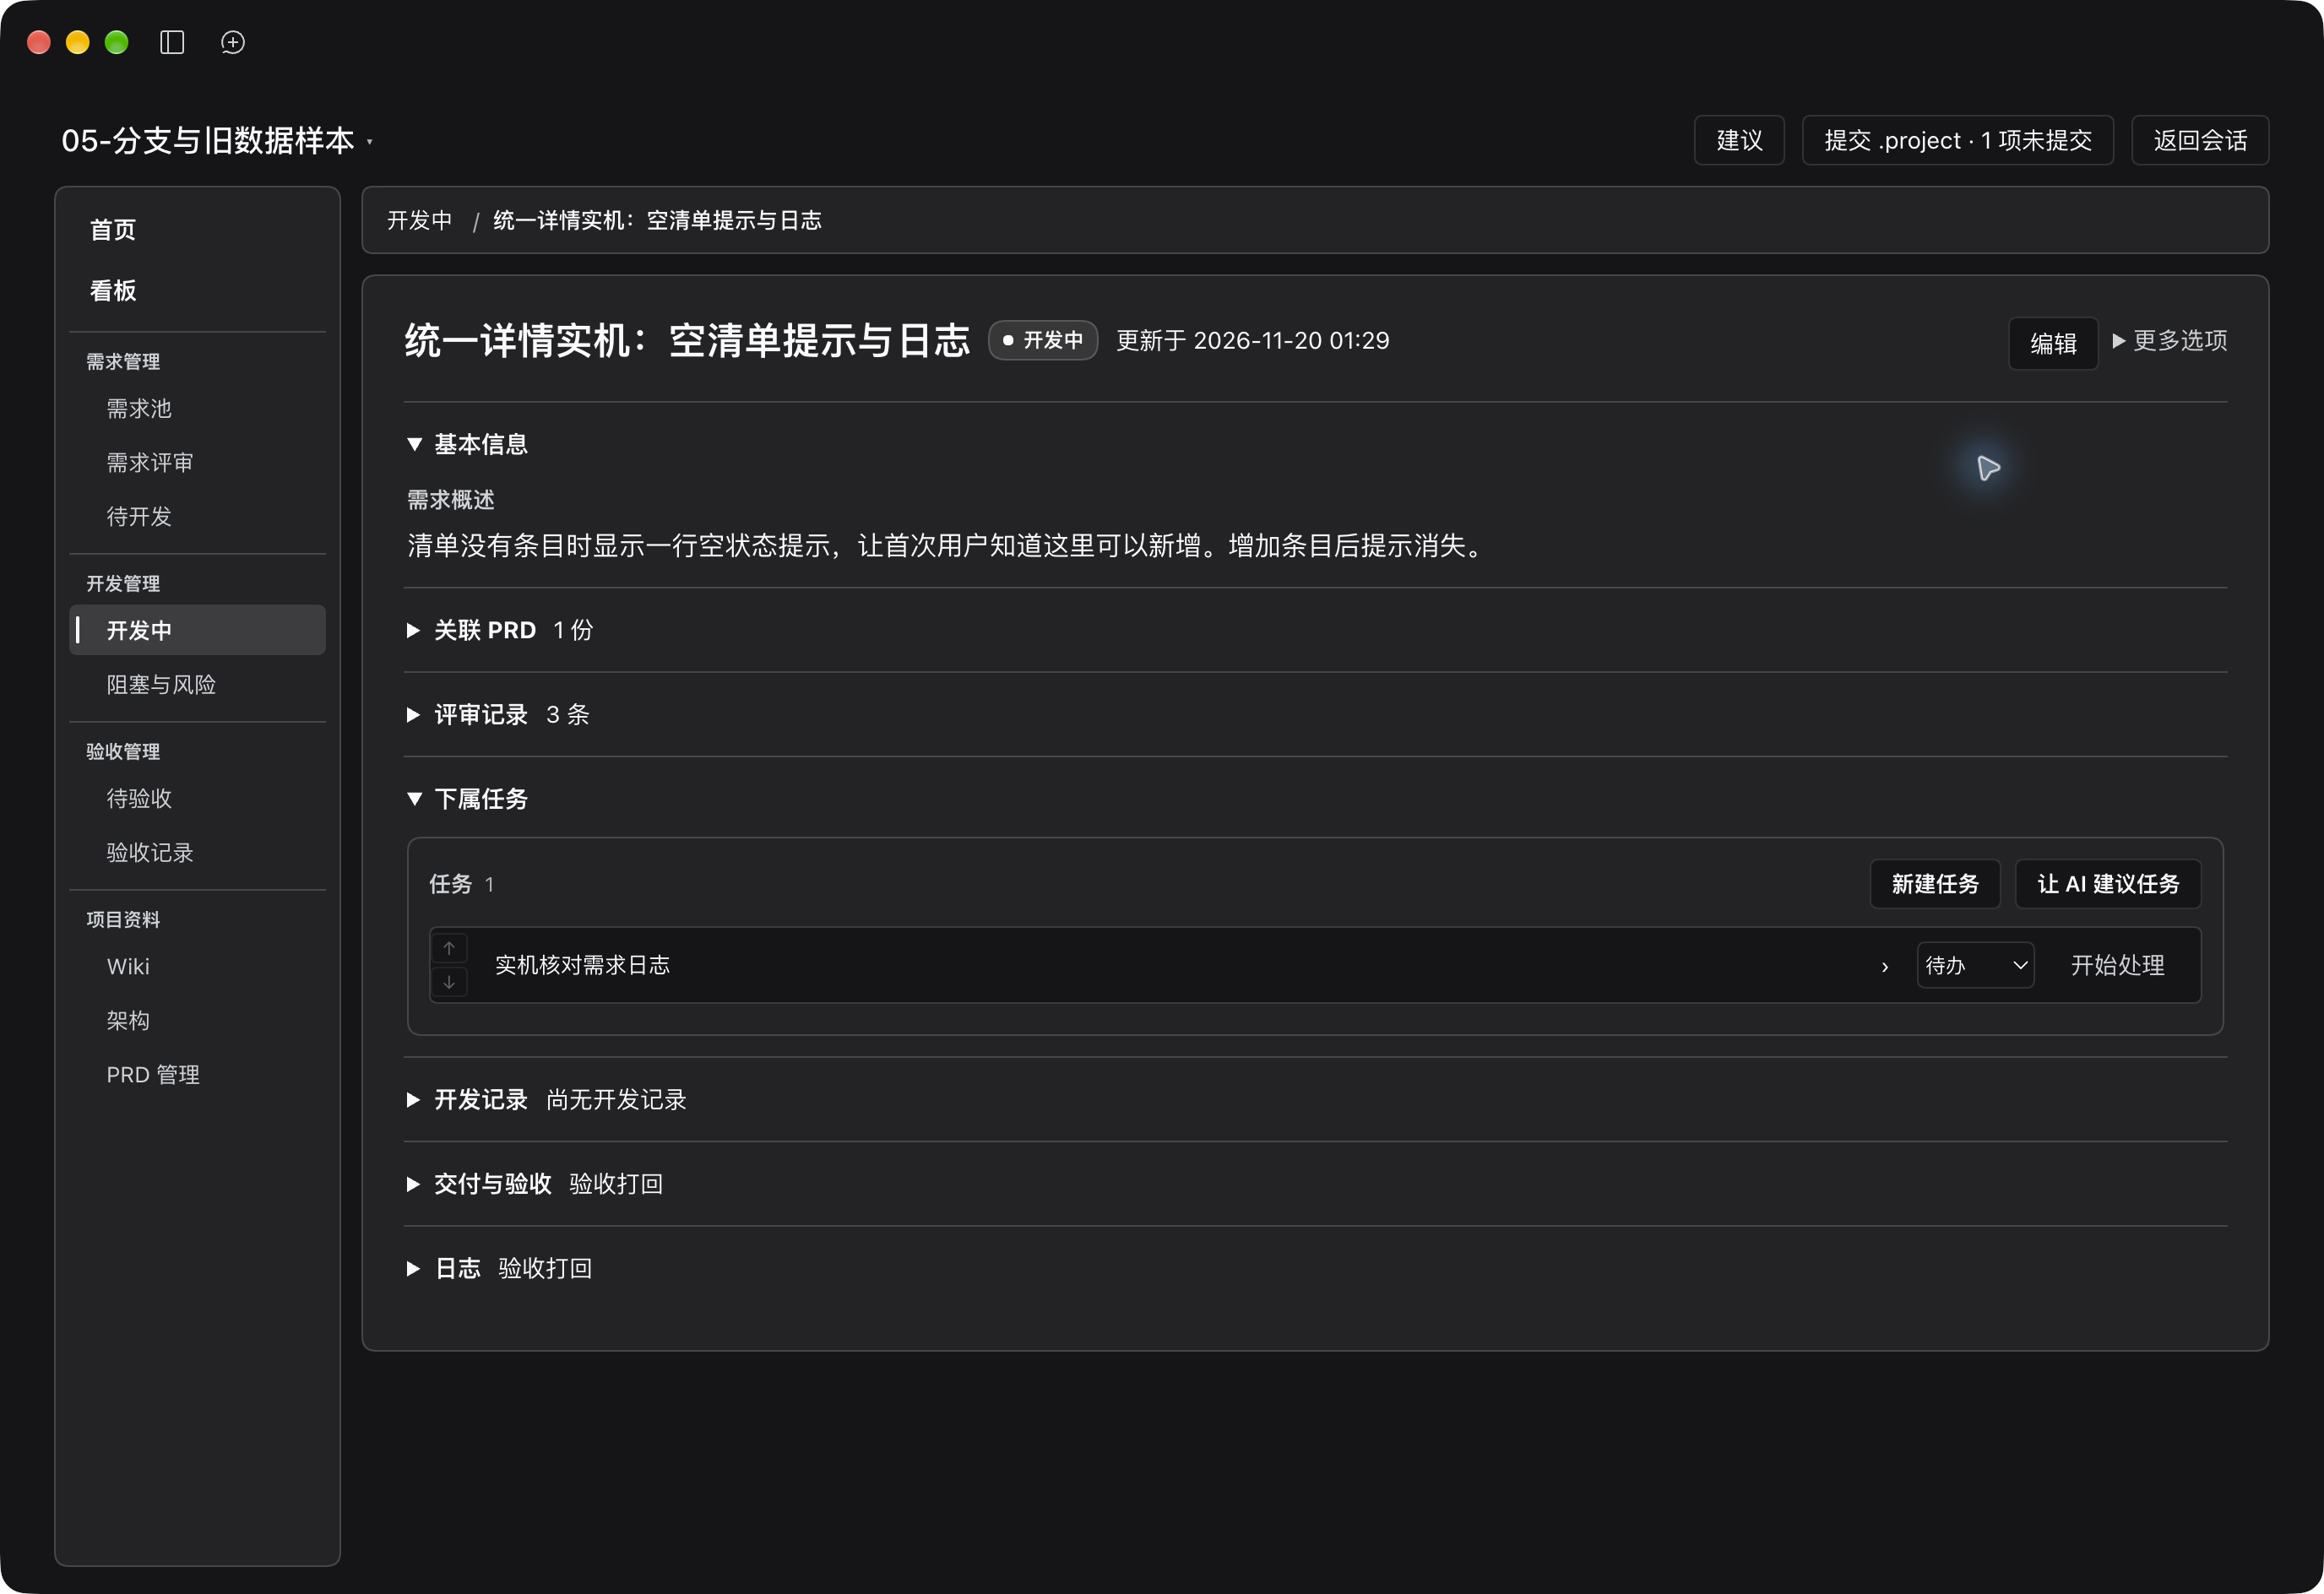 05-分支与旧数据样本
建议
提交 .project · 1 项未提交
返回会话
首页
看板
需求管理
需求池
需求评审
待开发
开发管理
开发中
阻塞与风险
验收管理
待验收
验收记录
项目资料
Wiki
架构
PRD 管理
开发中 / 统一详情实机：空清单提示与日志
统一详情实机：空清单提示与日志
开发中
更新于 2026-11-20 01:29
编辑
更多选项
基本信息
需求概述
清单没有条目时显示一行空状态提示，让首次用户知道这里可以新增。增加条目后提示消失。
关联 PRD 1 份
评审记录 3 条
下属任务
任务 1
新建任务
让 AI 建议任务
实机核对需求日志
待办
开始处理
开发记录 尚无开发记录
交付与验收 验收打回
日志 验收打回